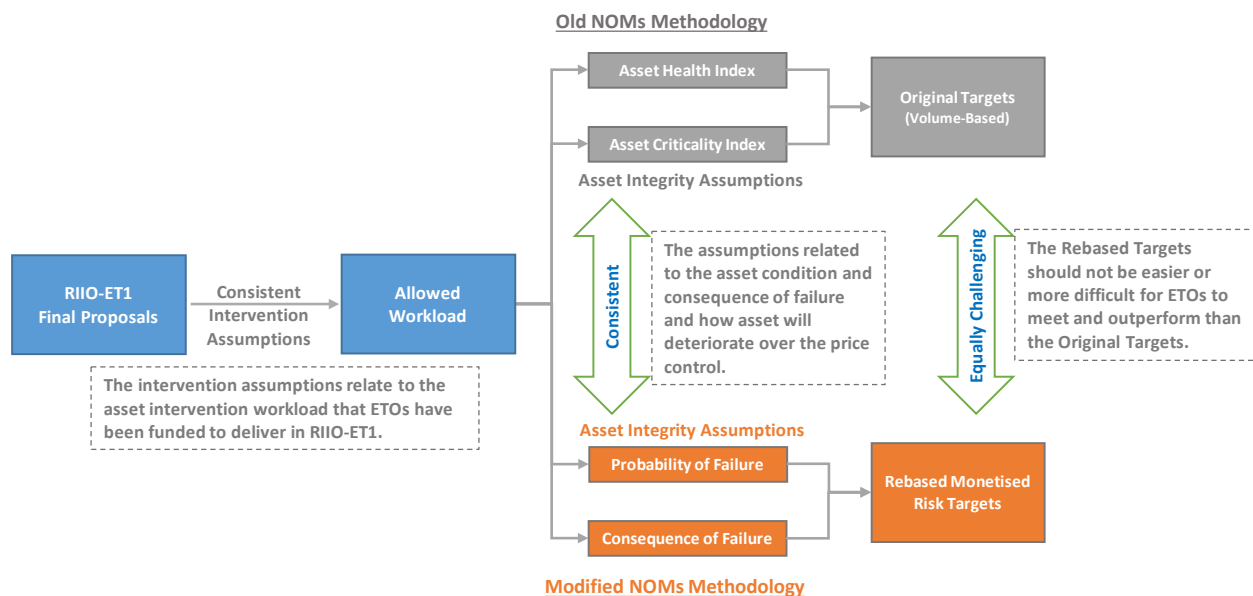 Old NOMs Methodology
Asset Health Index
Asset Criticality Index
Original Targets
(Volume-Based)
Asset Integrity Assumptions
RIIO-ET1
Final Proposals
Consistent
Intervention
Assumptions
Allowed
Workload
The intervention assumptions relate to the
asset intervention workload that ETOs have
been funded to deliver in RIIO-ET1.
Consistent
The assumptions related
to the asset condition and
consequence of failure
and how asset will
deteriorate over the price
control.
Equally Challenging
The Rebased Targets
should not be easier or
more difficult for ETOs to
meet and outperform than
the Original Targets.
Asset Integrity Assumptions
Probability of Failure
Consequence of Failure
Rebased Monetised
Risk Targets
Modified NOMs Methodology